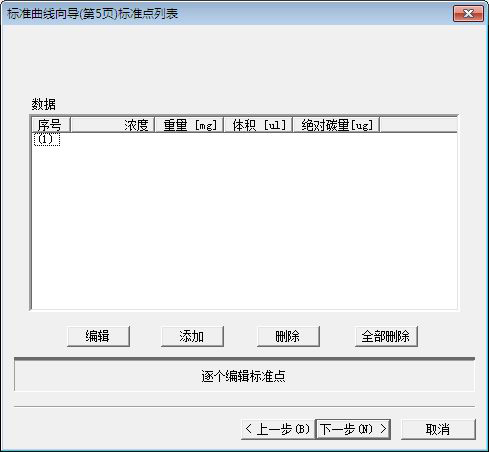 标准曲线向导(第5页)标准点列表
数据
序号 浓度 重量 [mg] 体积 [ul] 绝对碳量[ug]
(1)
编辑 添加 删除 全部删除
逐个编辑标准点
< 上一步(B) 下一步(N) > 取消